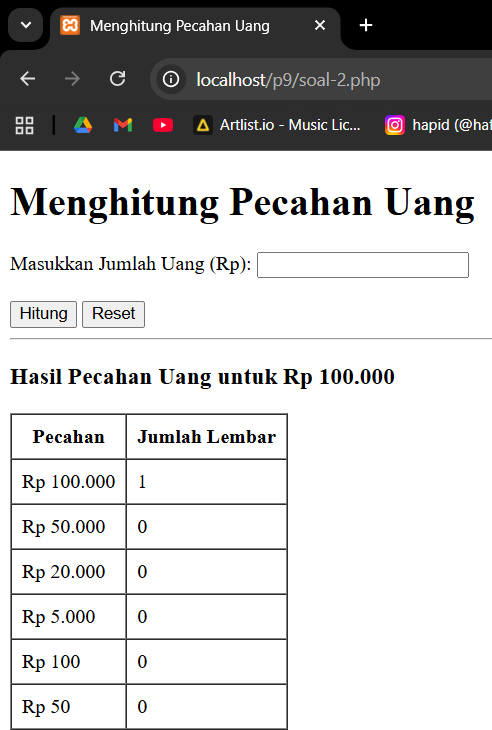 Menghitung Pecahan Uang
localhost/p9/soal-2.php
Artlist.io - Music Lic... hapid (@haf
Menghitung Pecahan Uang
Masukkan Jumlah Uang (Rp):
Hitung Reset
Hasil Pecahan Uang untuk Rp 100.000
Pecahan Jumlah Lembar
Rp 100.000 1
Rp 50.000 0
Rp 20.000 0
Rp 5.000 0
Rp 100 0
Rp 50 0